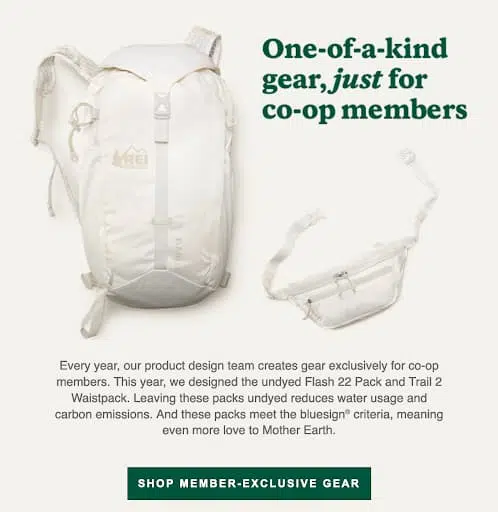 One-of-a-kind
gear, just for
co-op members
REI
Every year, our product design team creates gear exclusively for co-op
members. This year, we designed the undyed Flash 22 Pack and Trail 2
Waistpack. Leaving these packs undyed reduces water usage and
carbon emissions. And these packs meet the bluesign® criteria, meaning
even more love to Mother Earth.
SHOP MEMBER-EXCLUSIVE GEAR